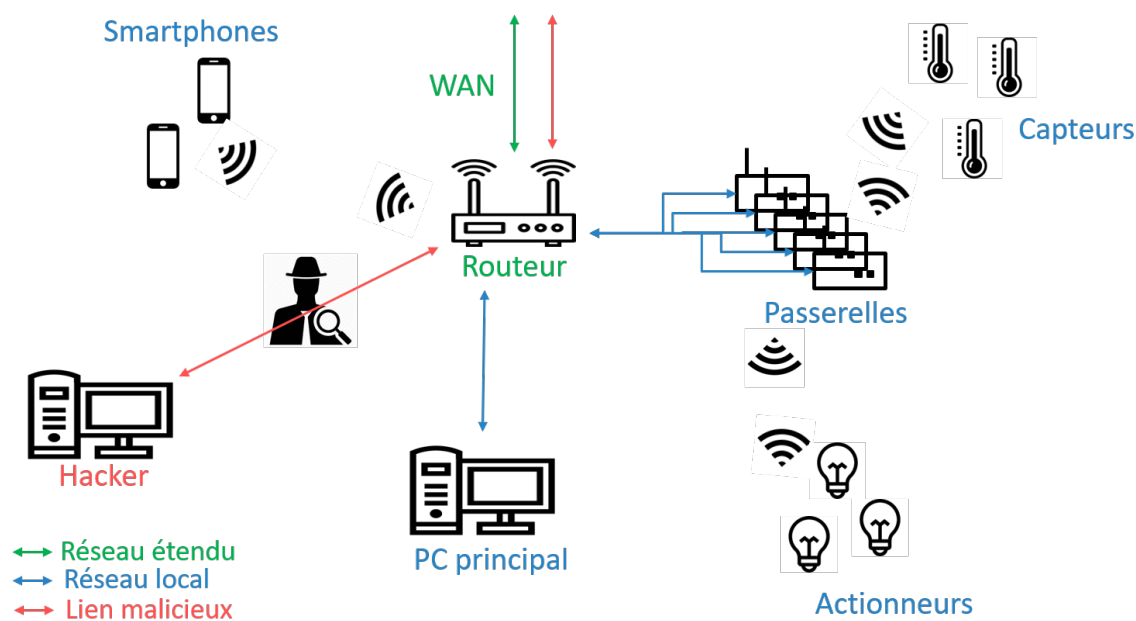 Smartphones
WAN
Capteurs
Routeur
Passerelles
Hacker
PC principal
Réseau étendu
Réseau local
Lien malicieux
Actionneurs